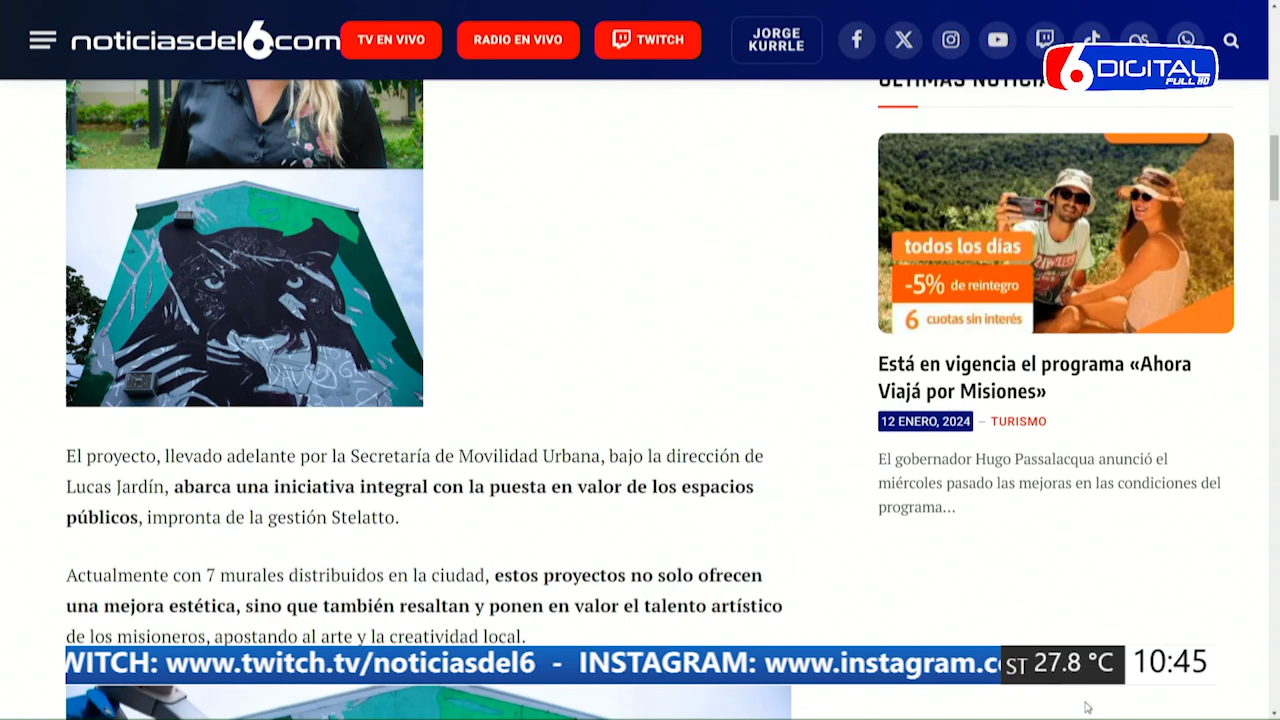 noticiasdel6.com
TV EN VIVO
RADIO EN VIVO
TWITCH
JORGE
KURRLE
6 DIGITAL
FULL HD
ÚLTIMAS NOTICIA
todos los días
-5% de reintegro
6 cuotas sin interés
Está en vigencia el programa «Ahora
Viajá por Misiones»
12 ENERO, 2024 – TURISMO
El gobernador Hugo Passalacqua anunció el
miércoles pasado las mejoras en las condiciones del
programa…
El proyecto, llevado adelante por la Secretaría de Movilidad Urbana, bajo la dirección de
Lucas Jardín, abarca una iniciativa integral con la puesta en valor de los espacios
públicos, impronta de la gestión Stelatto.
Actualmente con 7 murales distribuidos en la ciudad, estos proyectos no solo ofrecen
una mejora estética, sino que también resaltan y ponen en valor el talento artístico
de los misioneros, apostando al arte y la creatividad local.
WITCH: www.twitch.tv/noticiasdel6 - INSTAGRAM: www.instagram.c
ST 27.8 °C
10:45